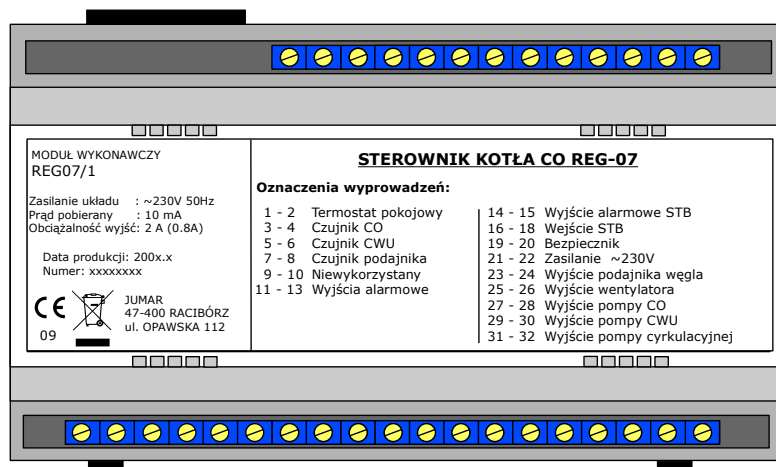 MODUŁ WYKONAWCZY
REG07/1
Zasilanie układu : ~230V 50Hz
Prąd pobierany : 10 mA
Obciążalność wyjść: 2 A (0.8A)
Data produkcji: 200x.x
Numer: xxxxxxxx
CE
09
JUMAR
47-400 RACIBÓRZ
ul. OPAWSKA 112
STEROWNIK KOTŁA CO REG-07
Oznaczenia wyprowadzeń:
1 - 2 Termostat pokojowy
3 - 4 Czujnik CO
5 - 6 Czujnik CWU
7 - 8 Czujnik podajnika
9 - 10 Niewykorzystany
11 - 13 Wyjścia alarmowe
14 - 15 Wyjście alarmowe STB
16 - 18 Wejście STB
19 - 20 Bezpiecznik
21 - 22 Zasilanie ~230V
23 - 24 Wyjście podajnika węgla
25 - 26 Wyjście wentylatora
27 - 28 Wyjście pompy CO
29 - 30 Wyjście pompy CWU
31 - 32 Wyjście pompy cyrkulacyjnej